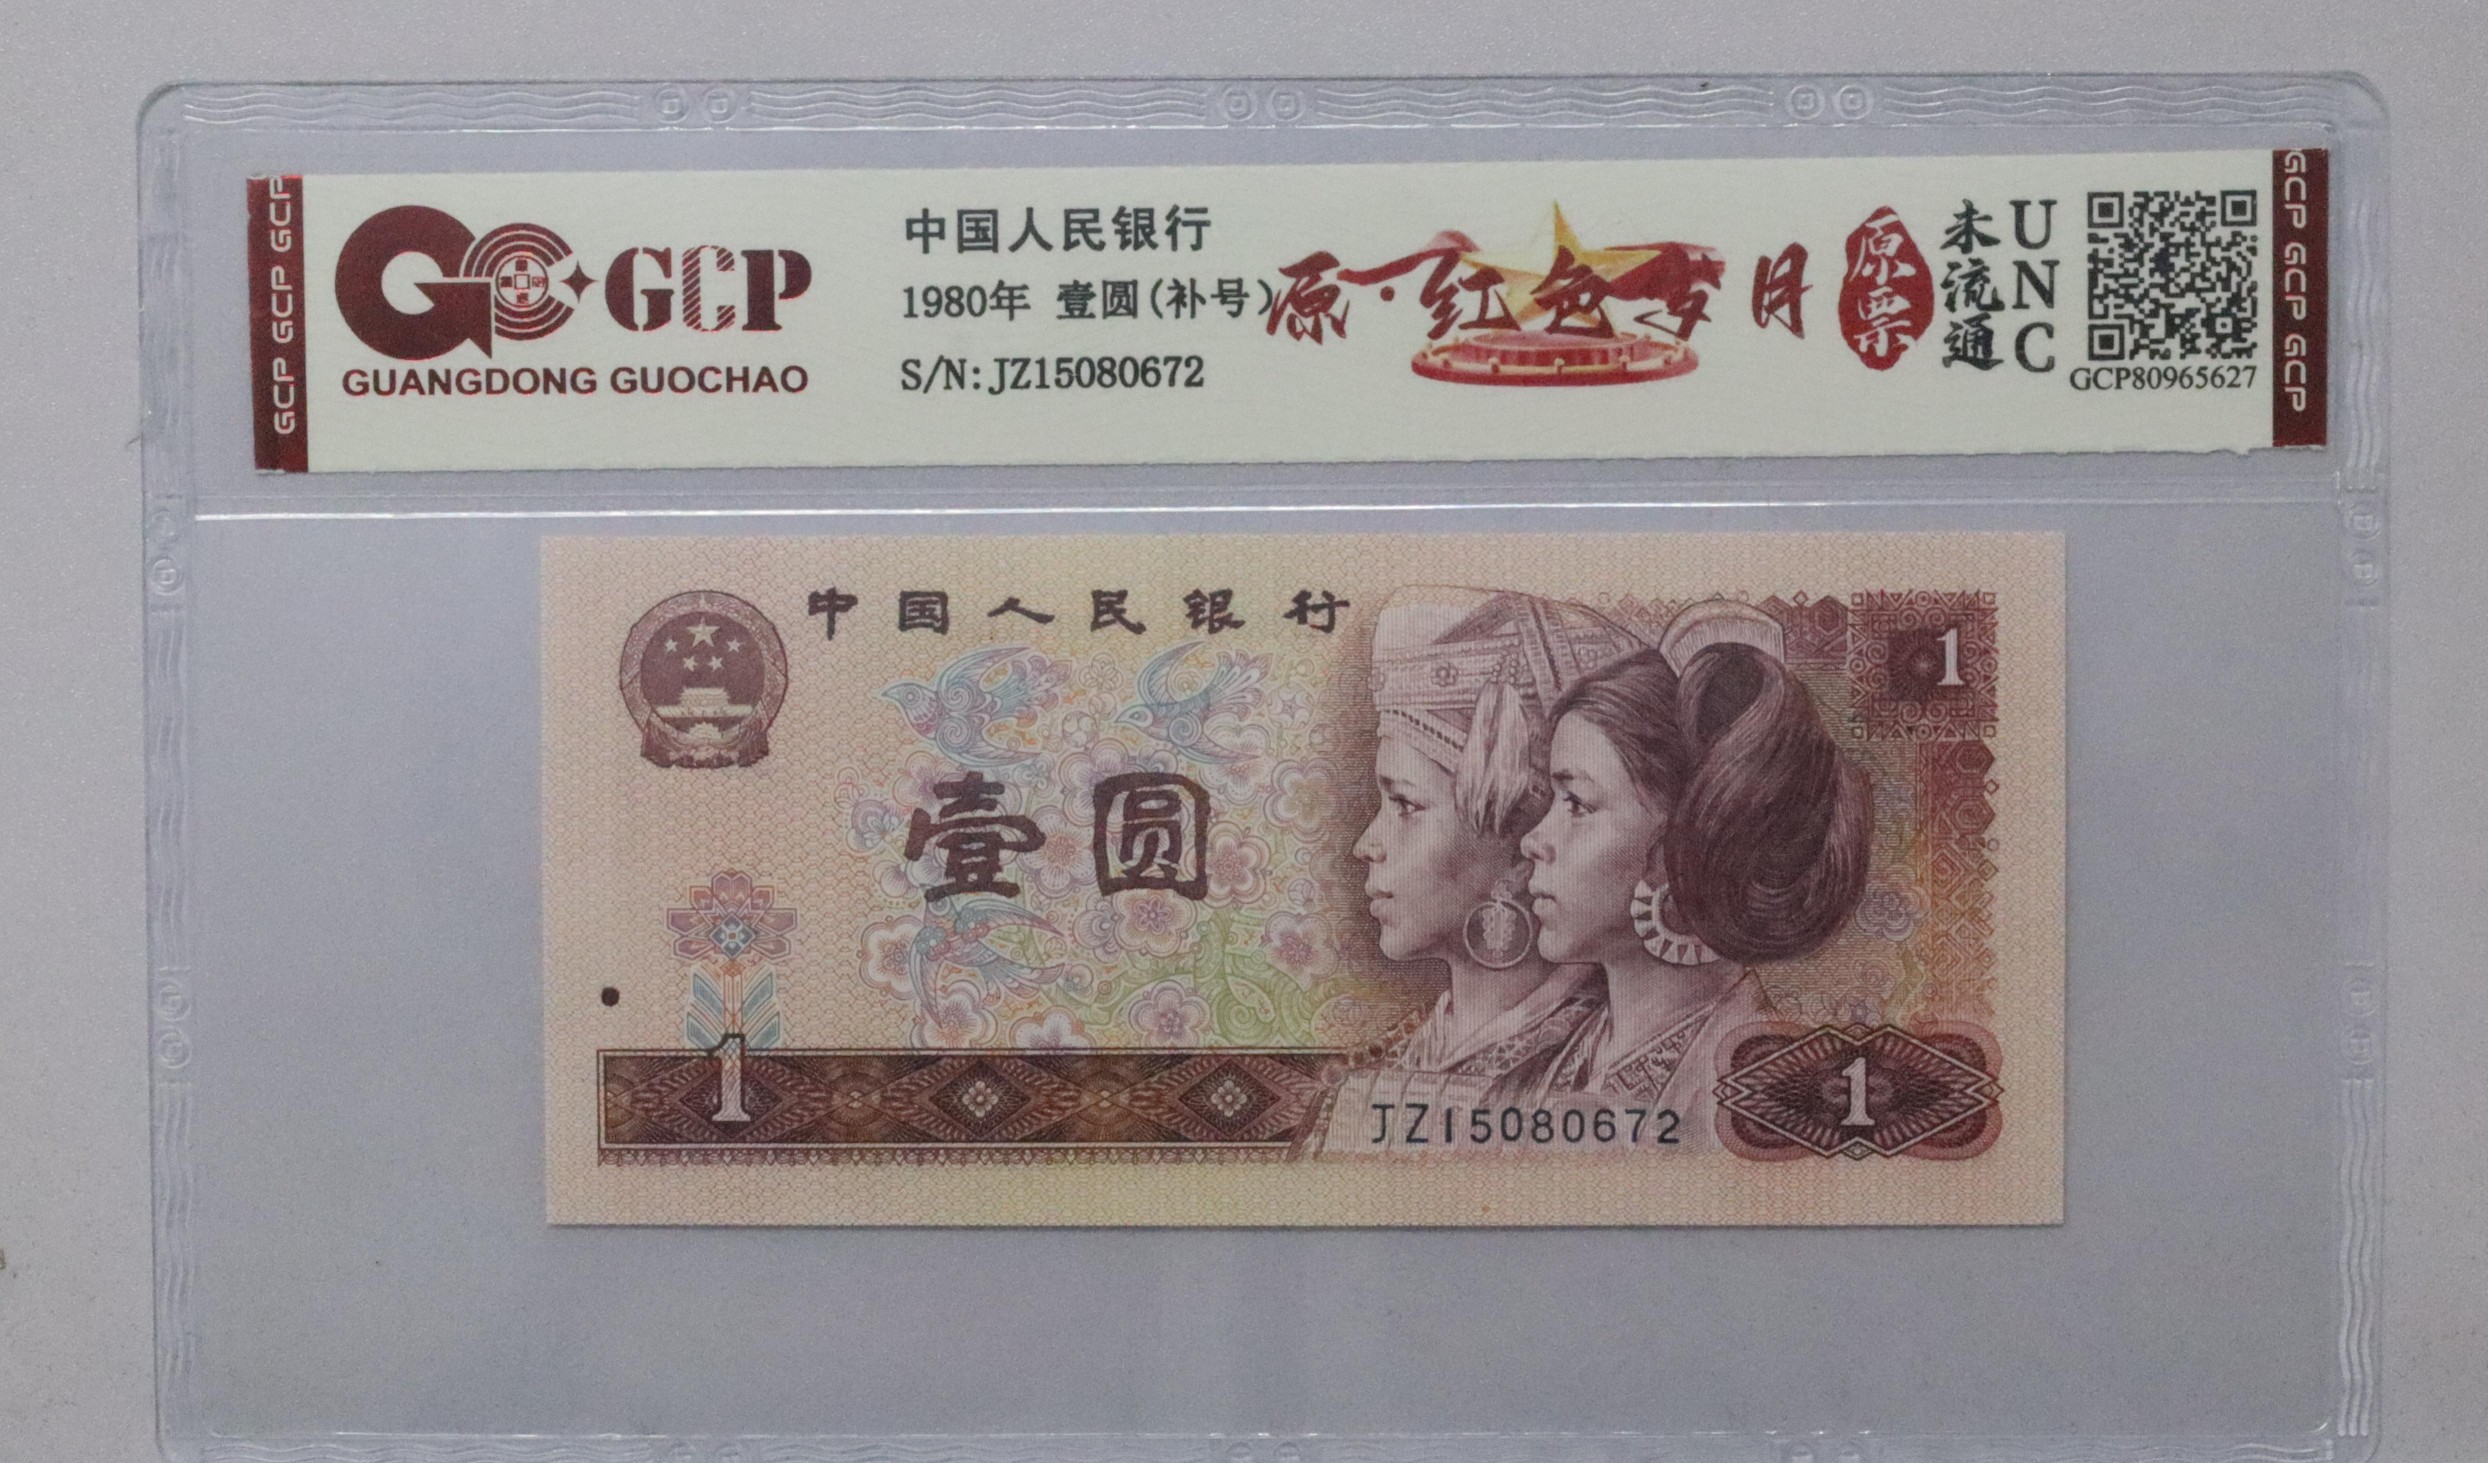 GCP GCP GCP
GCP
GUANGDONG GUOCHAO
中国人民银行
1980年 壹圆(补号)
S/N: JZ15080672
原·红色岁月
原票
未流通
UNC
GCP80965627
GCP GCP GCP
中国人民银行
1
壹圆
1
JZ15080672
1